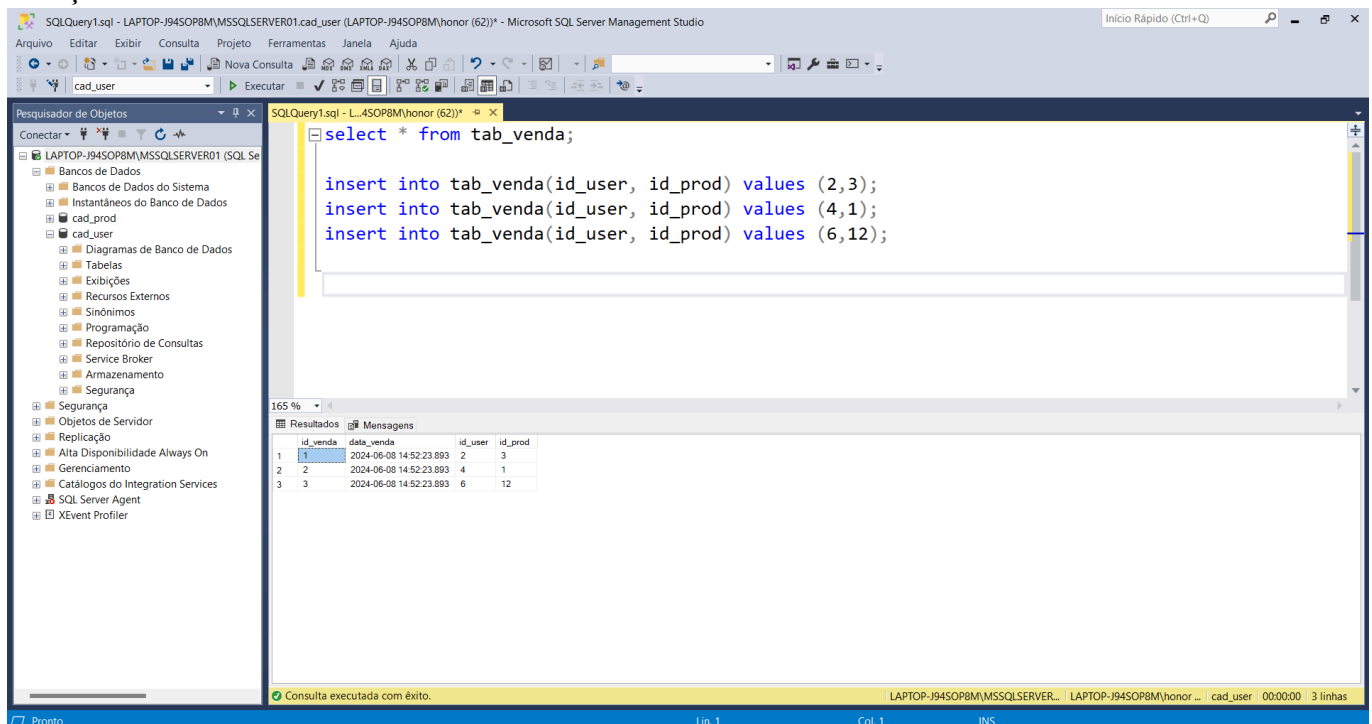 SQLQuery1.sql - LAPTOP-J94SOP8M\MSSQLSERVER01.cad_user (LAPTOP-J94SOP8M\honor (62))* - Microsoft SQL Server Management Studio
Início Rápido (Ctrl+Q)
Arquivo Editar Exibir Consulta Projeto Ferramentas Janela Ajuda
Nova Consulta
cad_user Executar
Pesquisador de Objetos
Conectar
LAPTOP-J94SOP8M\MSSQLSERVER01 (SQL Se
Bancos de Dados
Bancos de Dados do Sistema
Instantâneos do Banco de Dados
cad_prod
cad_user
Diagramas de Banco de Dados
Tabelas
Exibições
Recursos Externos
Sinônimos
Programação
Repositório de Consultas
Service Broker
Armazenamento
Segurança
Segurança
Objetos de Servidor
Replicação
Alta Disponibilidade Always On
Gerenciamento
Catálogos do Integration Services
SQL Server Agent
XEvent Profiler
SQLQuery1.sql - L...4SOP8M\honor (62))*
select * from tab_venda;
insert into tab_venda(id_user, id_prod) values (2,3);
insert into tab_venda(id_user, id_prod) values (4,1);
insert into tab_venda(id_user, id_prod) values (6,12);
165 %
Resultados Mensagens
id_venda data_venda id_user id_prod
1 1 2024-06-08 14:52:23.893 2 3
2 2 2024-06-08 14:52:23.893 4 1
3 3 2024-06-08 14:52:23.893 6 12
Consulta executada com êxito. LAPTOP-J94SOP8M\MSSQLSERVER... LAPTOP-J94SOP8M\honor ... cad_user 00:00:00 3 linhas
Pronto Lin. 1 Col. 1 INS